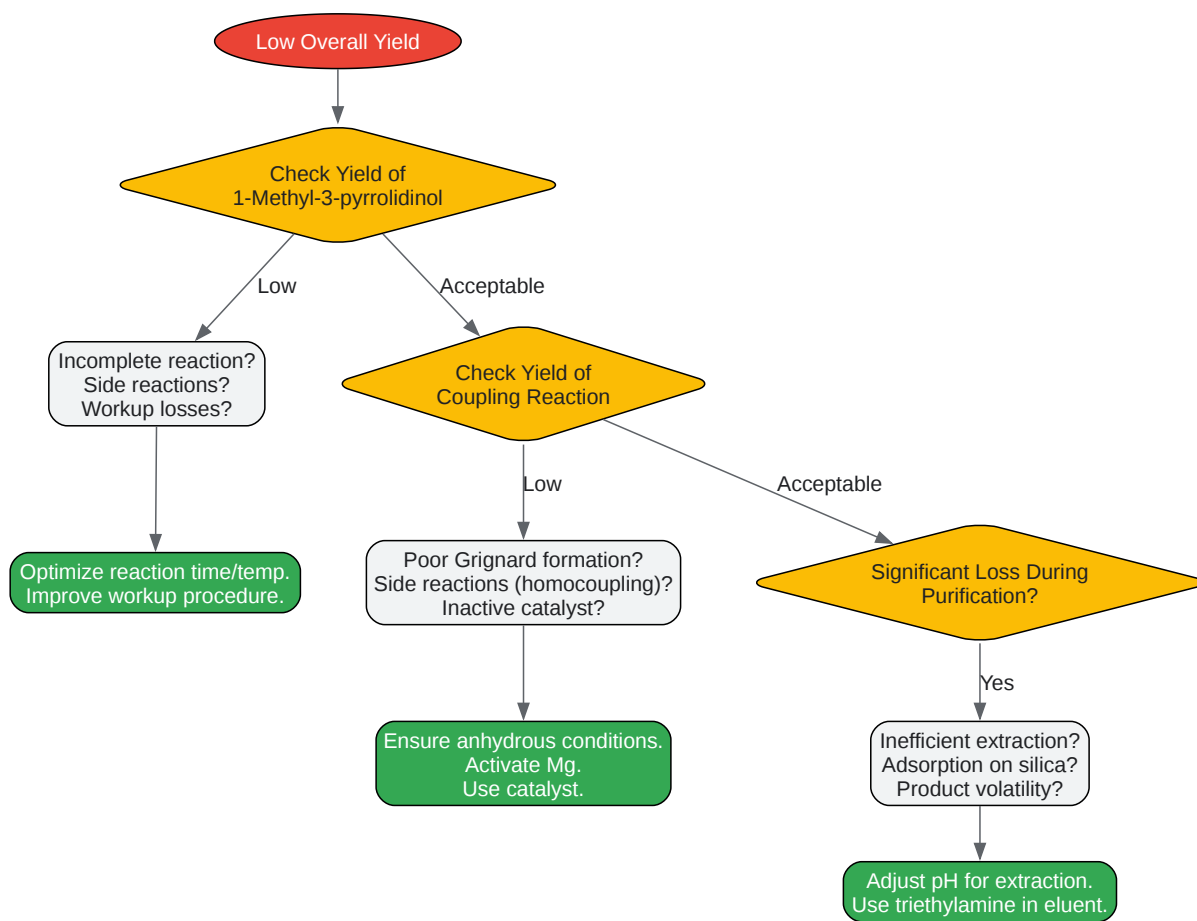 Low Overall Yield
Check Yield of
1-Methyl-3-pyrrolidinol
Low
Acceptable
Incomplete reaction?
Side reactions?
Workup losses?
Check Yield of
Coupling Reaction
Optimize reaction time/temp.
Improve workup procedure.
Low
Acceptable
Poor Grignard formation?
Side reactions (homocoupling)?
Inactive catalyst?
Significant Loss During
Purification?
Ensure anhydrous conditions.
Activate Mg.
Use catalyst.
Yes
Inefficient extraction?
Adsorption on silica?
Product volatility?
Adjust pH for extraction.
Use triethylamine in eluent.